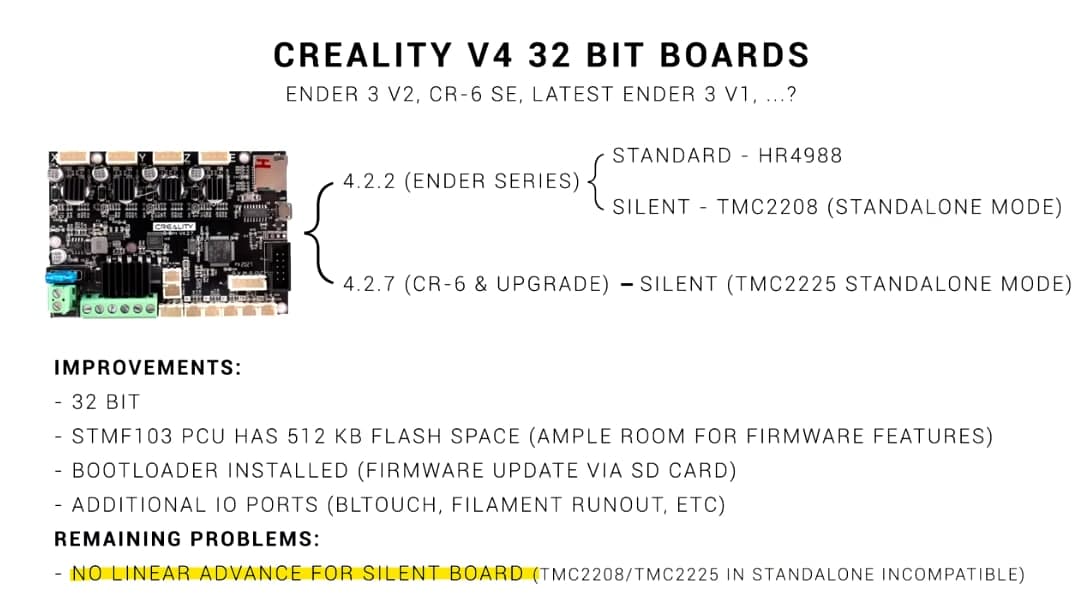 CREALITY V4 32 BIT BOARDS
ENDER 3 V2, CR-6 SE, LATEST ENDER 3 V1, ...?
X Y Z E
CREALITY
4.2.2 (ENDER SERIES)
STANDARD - HR4988
SILENT - TMC2208 (STANDALONE MODE)
4.2.7 (CR-6 & UPGRADE) – SILENT (TMC2225 STANDALONE MODE)
IMPROVEMENTS:
- 32 BIT
- STMF103 PCU HAS 512 KB FLASH SPACE (AMPLE ROOM FOR FIRMWARE FEATURES)
- BOOTLOADER INSTALLED (FIRMWARE UPDATE VIA SD CARD)
- ADDITIONAL IO PORTS (BLTOUCH, FILAMENT RUNOUT, ETC)
REMAINING PROBLEMS:
- NO LINEAR ADVANCE FOR SILENT BOARD (TMC2208/TMC2225 IN STANDALONE INCOMPATIBLE)